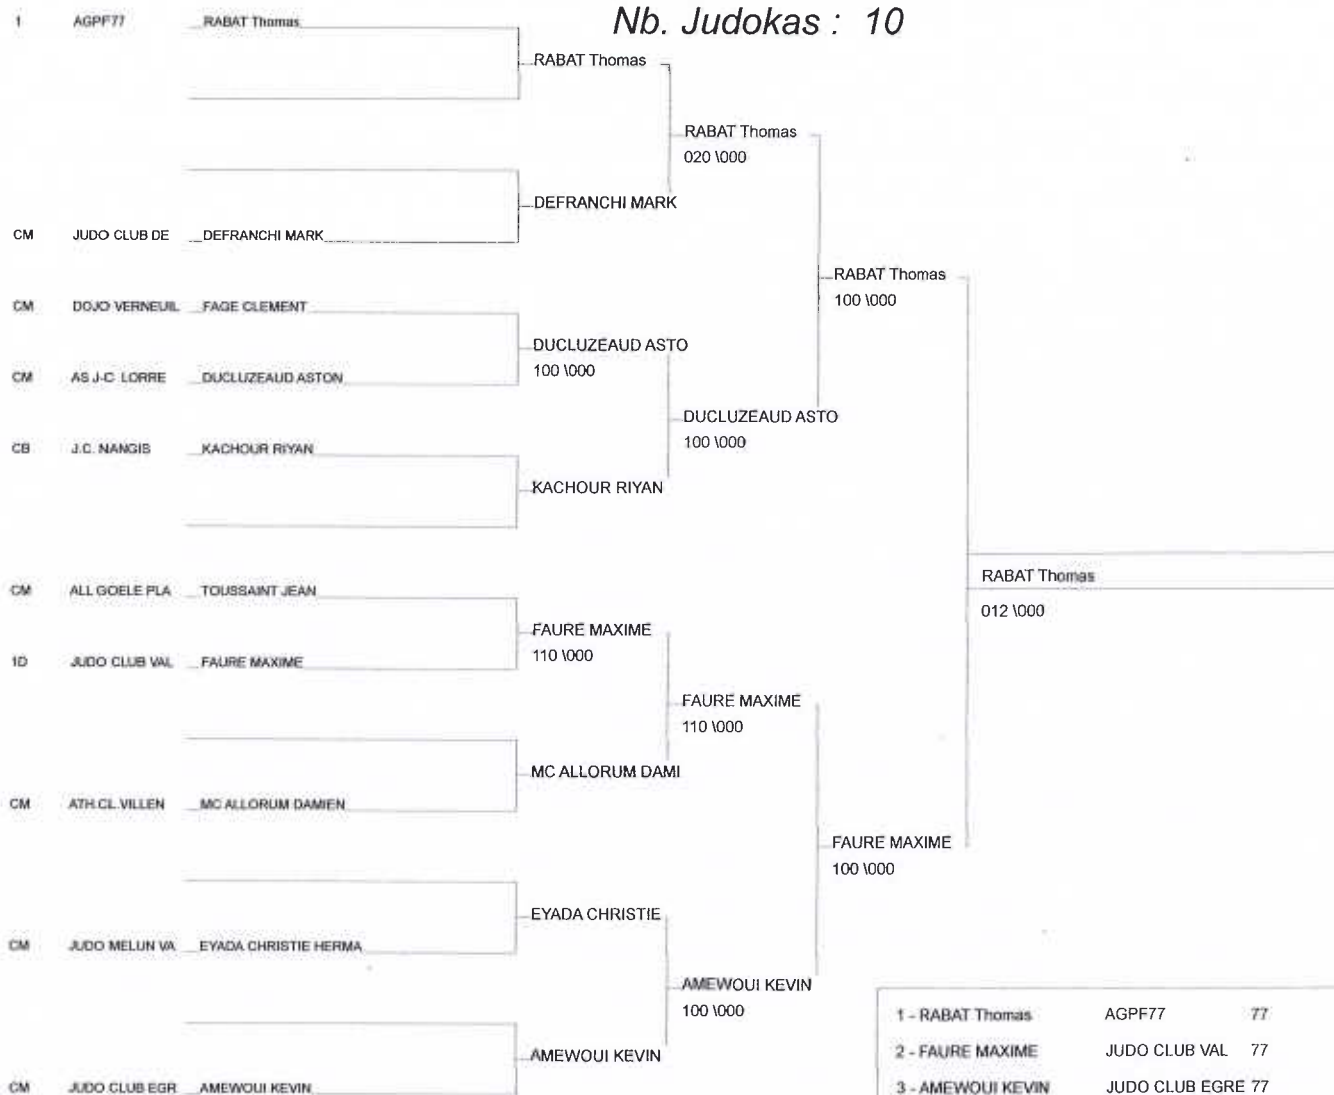 Nb. Judokas : 10
1 AGPF77 RABAT Thomas
RABAT Thomas
RABAT Thomas
020 \000
DEFRANCHI MARK
CM JUDO CLUB DE DEFRANCHI MARK
RABAT Thomas
100 \000
CM DOJO VERNEUIL FAGE CLEMENT
DUCLUZEAUD ASTO
100 \000
CM AS J-C LORRE DUCLUZEAUD ASTON
DUCLUZEAUD ASTO
100 \000
CB J.C. NANGIS KACHOUR RIYAN
KACHOUR RIYAN
RABAT Thomas
012 \000
CM ALL GOELE PLA TOUSSAINT JEAN
FAURE MAXIME
110 \000
1D JUDO CLUB VAL FAURE MAXIME
FAURE MAXIME
110 \000
MC ALLORUM DAMI
CM ATH.CL.VILLEN MC ALLORUM DAMIEN
FAURE MAXIME
100 \000
EYADA CHRISTIE
CM JUDO MELUN VA EYADA CHRISTIE HERMA
AMEWOUI KEVIN
100 \000
AMEWOUI KEVIN
CM JUDO CLUB EGR AMEWOUI KEVIN
1 - RABAT Thomas AGPF77 77
2 - FAURE MAXIME JUDO CLUB VAL 77
3 - AMEWOUI KEVIN JUDO CLUB EGRE 77